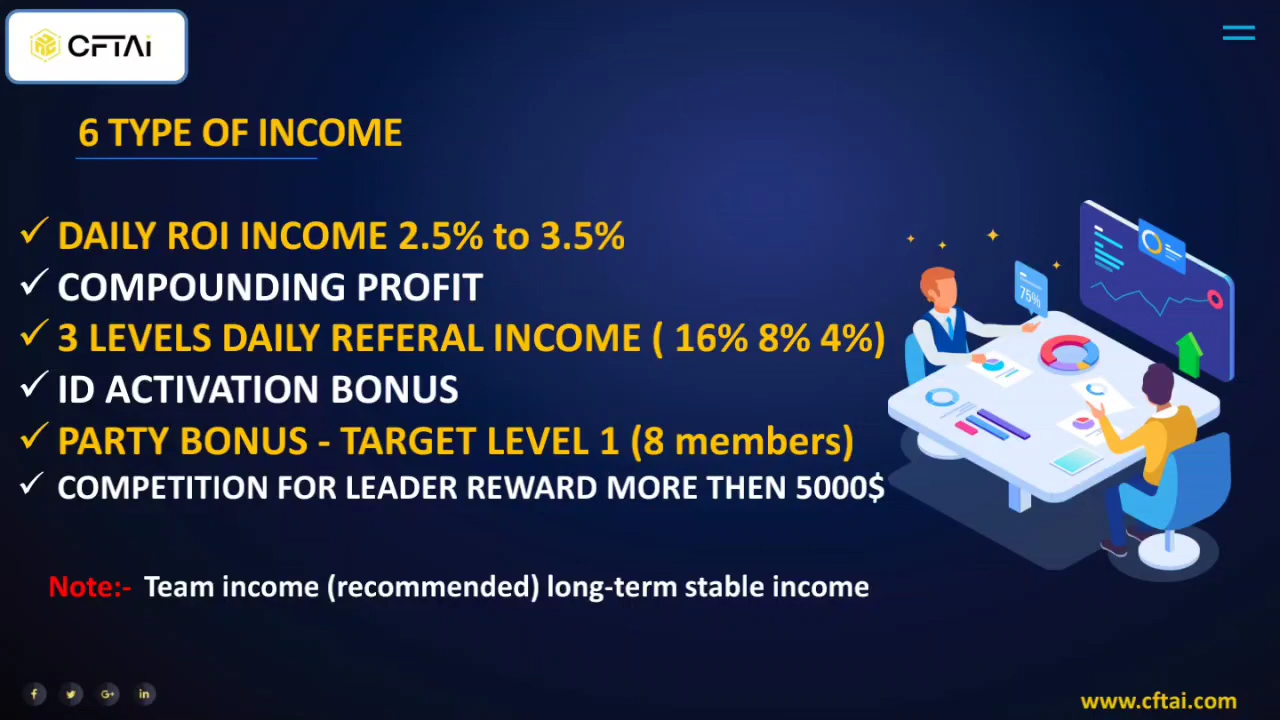 CFTAi
6 TYPE OF INCOME
DAILY ROI INCOME 2.5% to 3.5%
COMPOUNDING PROFIT
3 LEVELS DAILY REFERAL INCOME ( 16% 8% 4%)
ID ACTIVATION BONUS
PARTY BONUS - TARGET LEVEL 1 (8 members)
COMPETITION FOR LEADER REWARD MORE THEN 5000$
75%
Note:- Team income (recommended) long-term stable income
www.cftai.com